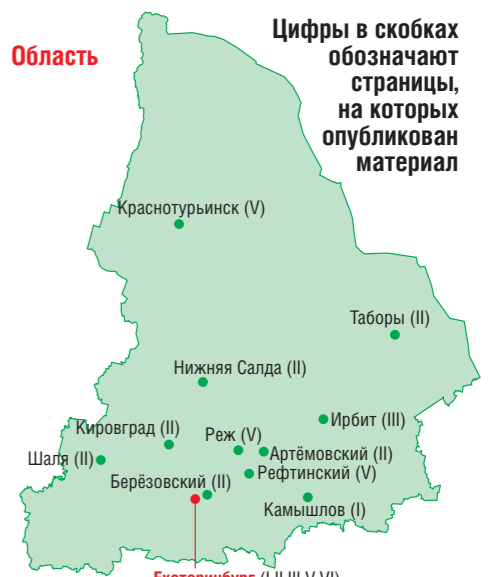 Область
Цифры в скобках
обозначают
страницы,
на которых
опубликован
материал
Краснотурьинск (V)
Таборы (II)
Нижняя Салда (II)
Ирбит (III)
Кировград (II)
Реж (V)
Артёмовский (II)
Шаля (II)
Рефтинский (V)
Берёзовский (II)
Камышлов (I)
Екатеринбург